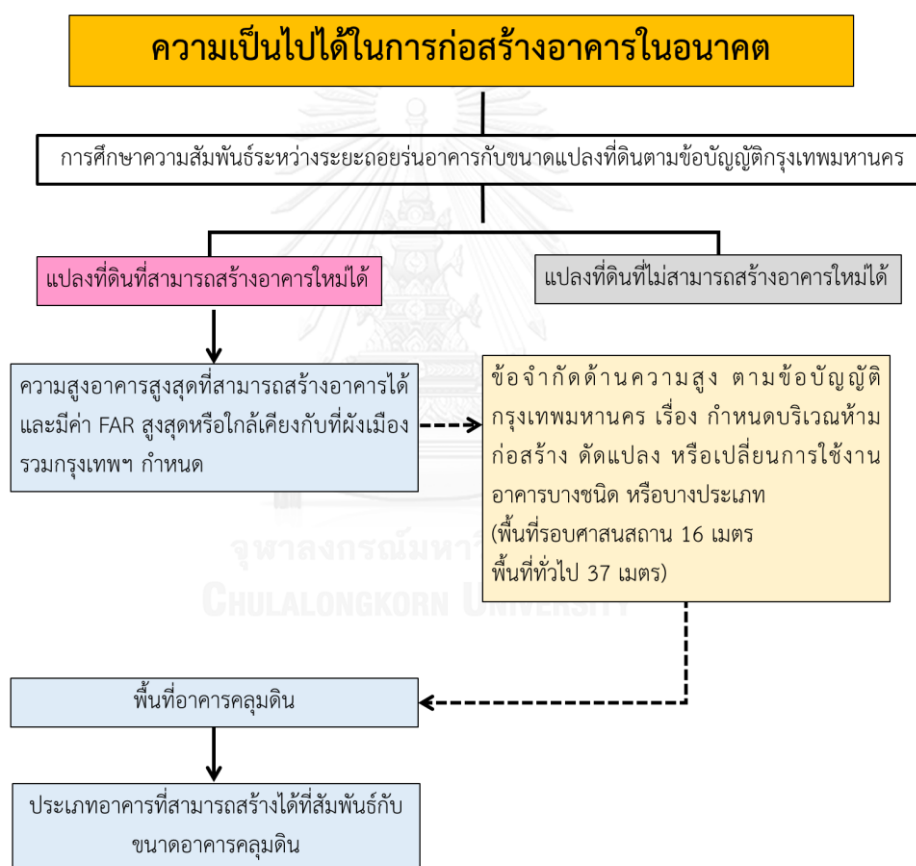 ความเป็นไปได้ในการก่อสร้างอาคารในอนาคต
การศึกษาความสัมพันธ์ระหว่างระยะถอยร่นอาคารกับขนาดแปลงที่ดินตามข้อบัญญัติกรุงเทพมหานคร
แปลงที่ดินที่สามารถสร้างอาคารใหม่ได้
แปลงที่ดินที่ไม่สามารถสร้างอาคารใหม่ได้
ความสูงอาคารสูงสุดที่สามารถสร้างอาคารได้
และมีค่า FAR สูงสุดหรือใกล้เคียงกับที่ผังเมือง
รวมกรุงเทพฯ กำหนด
ข้อจำกัดด้านความสูง ตามข้อบัญญัติ
กรุงเทพมหานคร เรื่อง กำหนดบริเวณห้าม
ก่อสร้าง ดัดแปลง หรือเปลี่ยนการใช้งาน
อาคารบางชนิด หรือบางประเภท
(พื้นที่รอบศาสนสถาน 16 เมตร
พื้นที่ทั่วไป 37 เมตร)
จุฬาลงกรณ์มหาวิ
CHULALONGKORN UNIVERSITY
พื้นที่อาคารคลุมดิน
ประเภทอาคารที่สามารถสร้างได้ที่สัมพันธ์กับ
ขนาดอาคารคลุมดิน